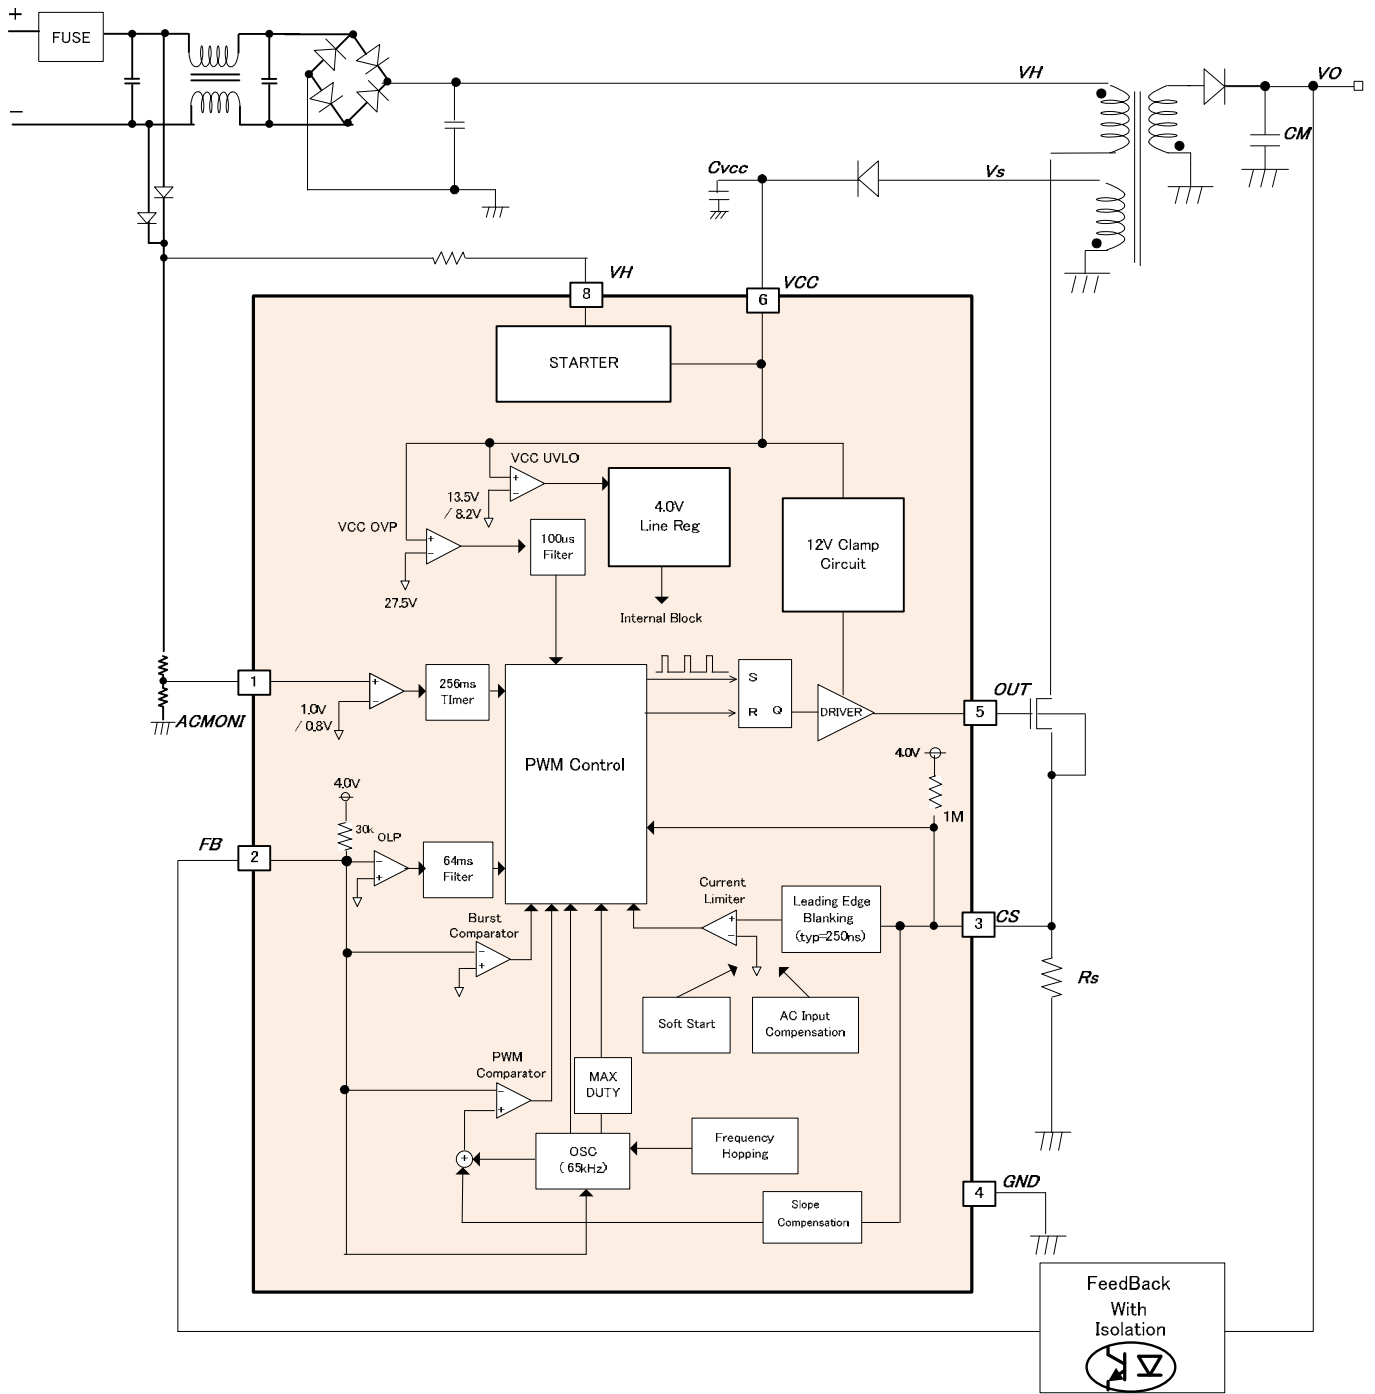 +
FUSE
−
VH
VO
CM
Cvcc
Vs
VH
8
VCC
6
STARTER
VCC UVLO
+
−
13.5V
/ 8.2V
4.0V
Line Reg
VCC OVP
+
−
27.5V
100us
Filter
12V Clamp
Circuit
Internal Block
1
ACMONI
+
−
1.0V
/ 0.8V
256ms
TImer
PWM Control
S
R Q
DRIVER
OUT
5
4.0V
1M
4.0V
30k
OLP
FB
2
−
+
64ms
Filter
Current
Limiter
+
−
Leading Edge
Blanking
(typ=250ns)
3
CS
Burst
Comparator
−
+
Rs
Soft Start
AC Input
Compensation
PWM
Comparator
−
+
MAX
DUTY
+
OSC
( 65kHz)
Frequency
Hopping
Slope
Compensation
4
GND
FeedBack
With
Isolation